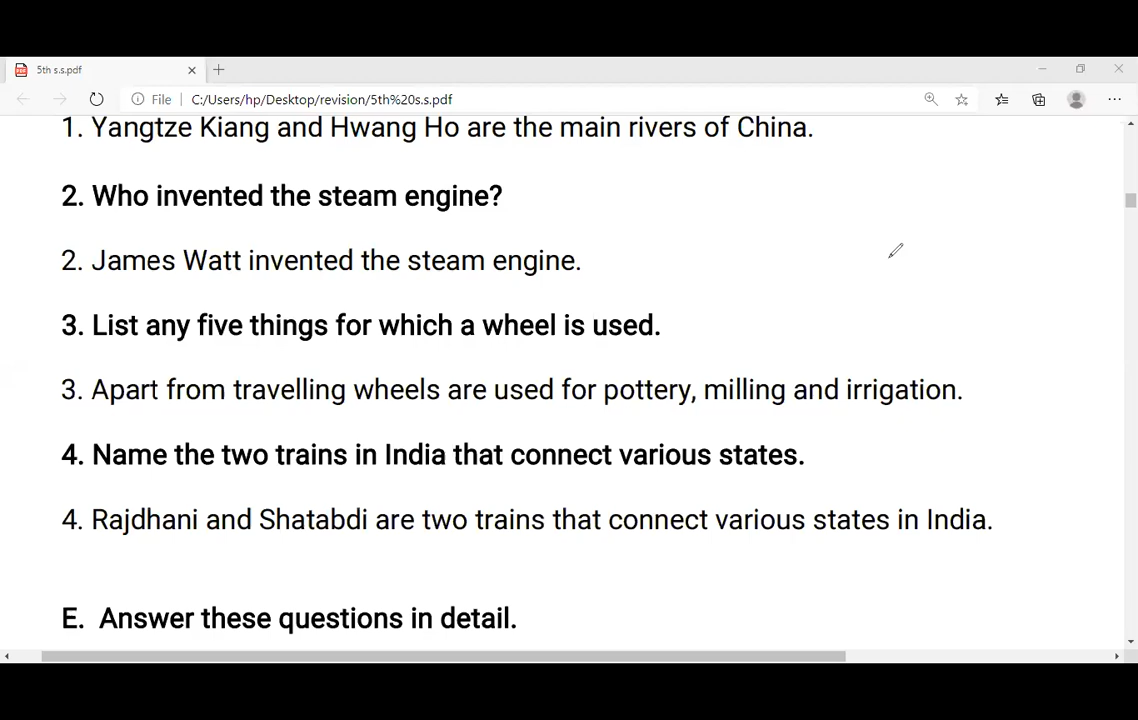 5th s.s.pdf
File | C:/Users/hp/Desktop/revision/5th%20s.s.pdf
1. Yangtze Kiang and Hwang Ho are the main rivers of China.
2. Who invented the steam engine?
2. James Watt invented the steam engine.
3. List any five things for which a wheel is used.
3. Apart from travelling wheels are used for pottery, milling and irrigation.
4. Name the two trains in India that connect various states.
4. Rajdhani and Shatabdi are two trains that connect various states in India.
E. Answer these questions in detail.